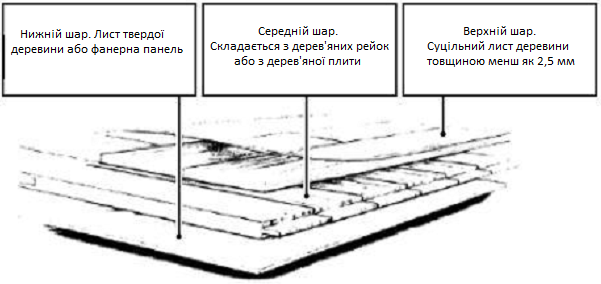 Нижній шар. Лист твердої
деревини або фанерна панель
Середній шар.
Складається з дерев'яних рейок
або з дерев'яної плити
Верхній шар.
Суцільний лист деревини
товщиною менш як 2,5 мм